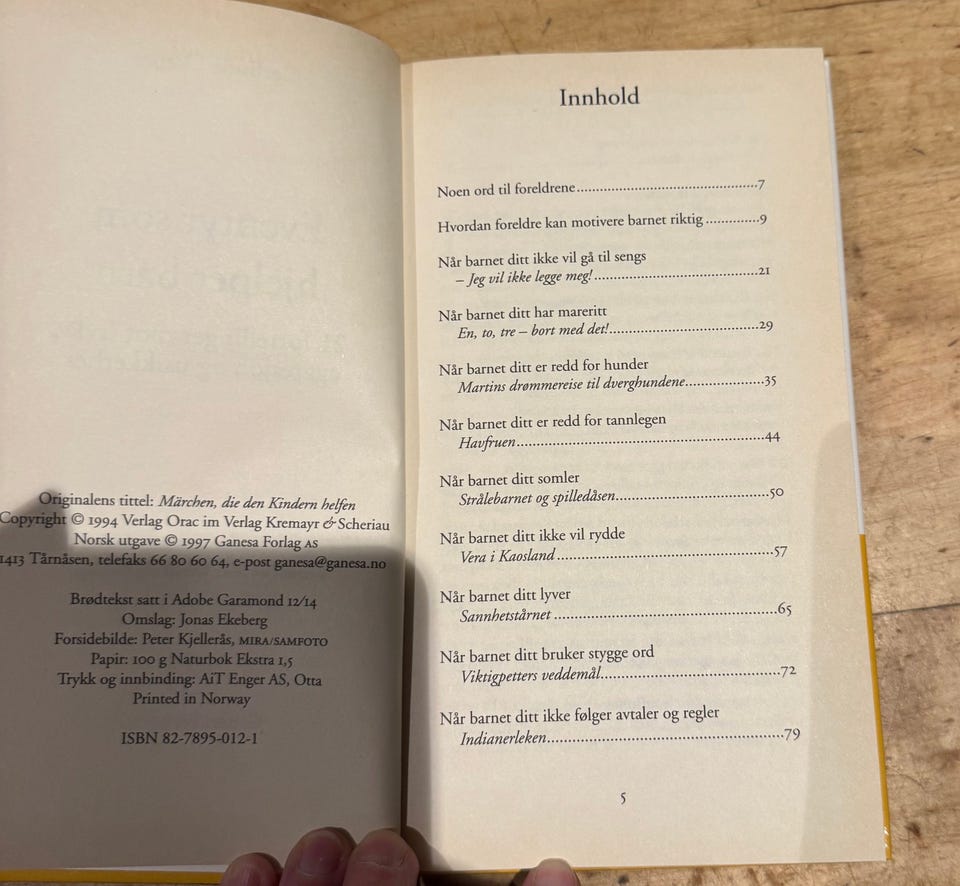 Originalens tittel: Märchen, die den Kindern helfen
Copyright © 1994 Verlag Orac im Verlag Kremayr & Scheriau
Norsk utgave © 1997 Ganesa Forlag AS
1413 Tårnåsen, telefaks 66 80 60 64, e-post ganesa@ganesa.no
Brødtekst satt i Adobe Garamond 12/14
Omslag: Jonas Ekeberg
Forsidebilde: Peter Kjellerås, MIRA/SAMFOTO
Papir: 100 g Naturbok Ekstra 1,5
Trykk og innbinding: AiT Enger AS, Otta
Printed in Norway
ISBN 82-7895-012-1
Innhold
Noen ord til foreldrene..........................................7
Hvordan foreldre kan motivere barnet riktig.............9
Når barnet ditt ikke vil gå til sengs
– Jeg vil ikke legge meg!......................................21
Når barnet ditt har mareritt
En, to, tre – bort med det!...................................29
Når barnet ditt er redd for hunder
Martins drømmereise til dverghundene..................35
Når barnet ditt er redd for tannlegen
Havfruen..........................................................44
Når barnet ditt somler
Strålebarnet og spilledåsen...................................50
Når barnet ditt ikke vil rydde
Vera i Kaosland.................................................57
Når barnet ditt lyver
Sannhetstårnet..................................................65
Når barnet ditt bruker stygge ord
Viktigpetters veddemål........................................72
Når barnet ditt ikke følger avtaler og regler
Indianerleken....................................................79
5